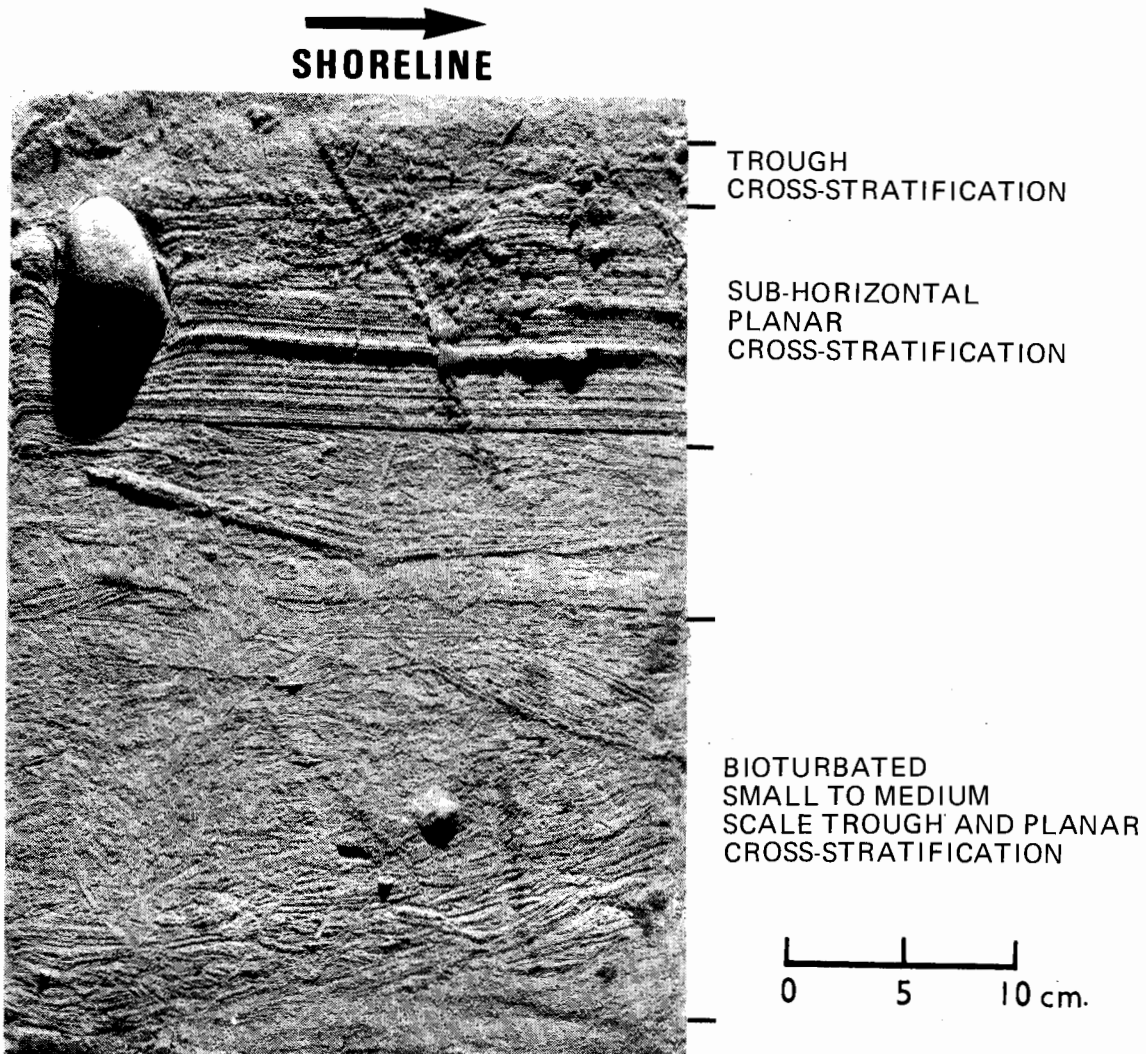 SHORELINE
TROUGH
CROSS-STRATIFICATION
SUB-HORIZONTAL
PLANAR
CROSS-STRATIFICATION
BIOTURBATED
SMALL TO MEDIUM
SCALE TROUGH AND PLANAR
CROSS-STRATIFICATION
0 5 10 cm.